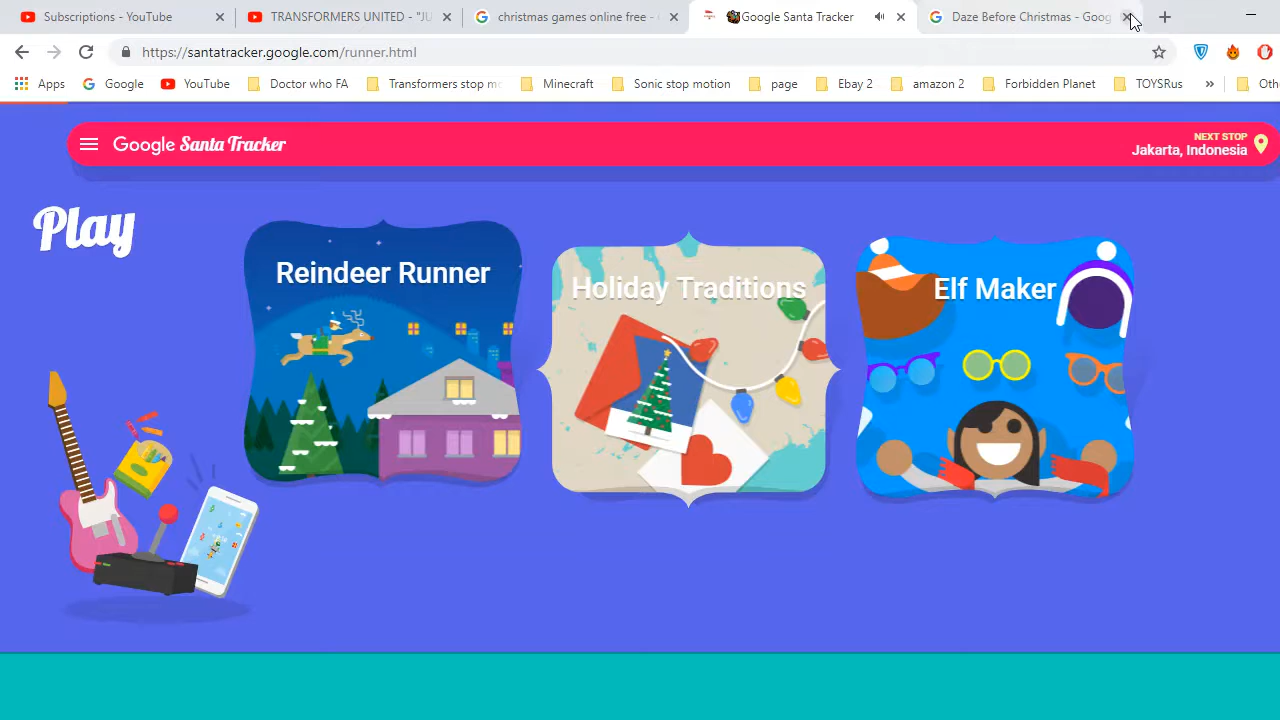 Subscriptions - YouTube
TRANSFORMERS UNITED - "JU
christmas games online free -
Google Santa Tracker
Daze Before Christmas - Goog
https://santatracker.google.com/runner.html
Apps
Google
YouTube
Doctor who FA
Transformers stop mo
Minecraft
Sonic stop motion
page
Ebay 2
amazon 2
Forbidden Planet
TOYSRus
»
Oth
Google Santa Tracker
NEXT STOP
Jakarta, Indonesia
Play
Reindeer Runner
Holiday Traditions
Elf Maker